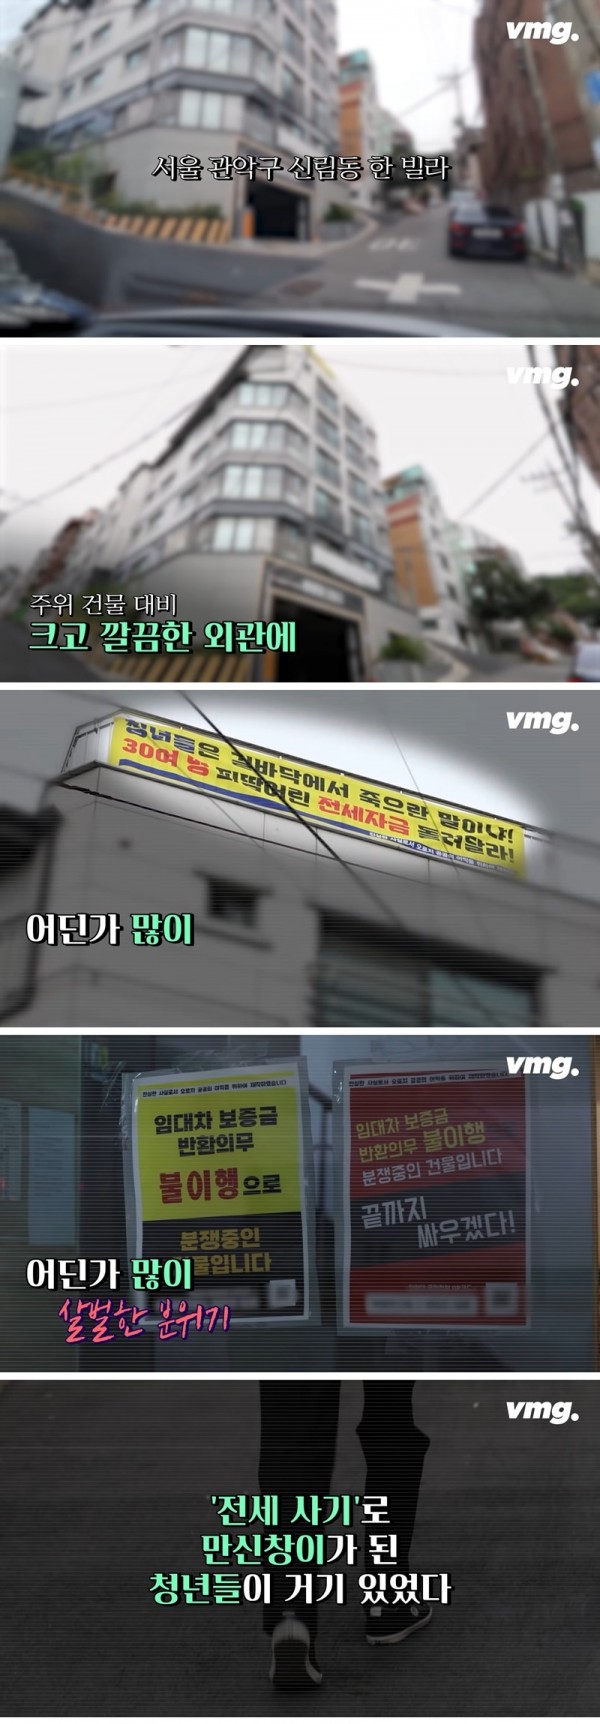 vmg.
서울 관악구 신림동 한 빌라
vmg.
주위 건물 대비
크고 깔끔한 외관에
vmg.
청년들은 길바닥에서 죽으란 말이냐!
30여 명 피땀어린 전세자금 돌려달라!
어딘가 많이
vmg.
임대차 보증금
반환의무
불이행으로
분쟁중인
건물입니다
임대차 보증금
반환의무 불이행
분쟁중인 건물입니다
끝까지
싸우겠다!
어딘가 많이
살벌한 분위기
vmg.
'전세 사기'로
만신창이가 된
청년들이 거기 있었다